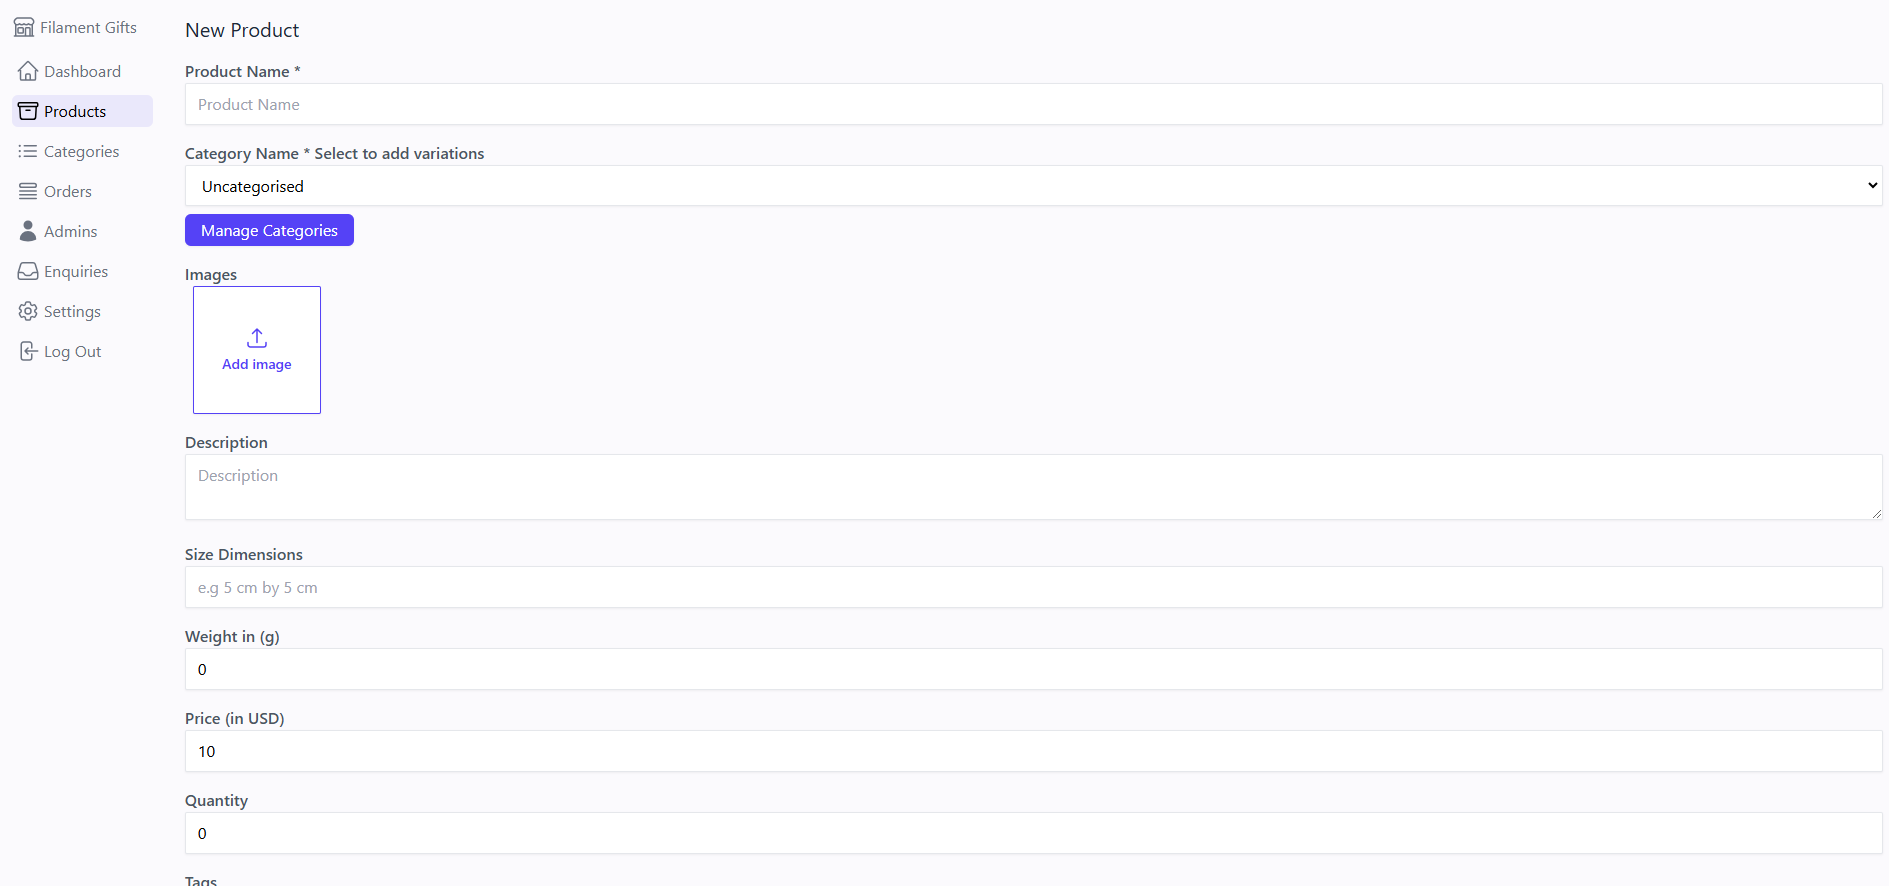 Filament Gifts
Dashboard
Products
Categories
Orders
Admins
Enquiries
Settings
Log Out
New Product
Product Name *
Product Name
Category Name * Select to add variations
Uncategorised
Manage Categories
Images
Add image
Description
Description
Size Dimensions
e.g 5 cm by 5 cm
Weight in (g)
0
Price (in USD)
10
Quantity
0
Tags